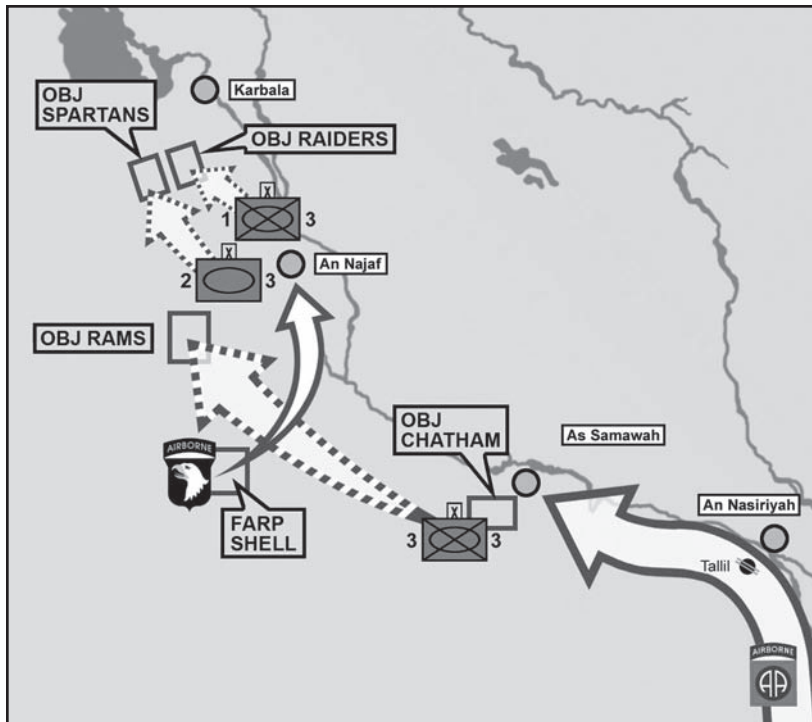 Karbala
OBJ
SPARTANS
OBJ RAIDERS
X
1 3
X
2 3
An Najaf
OBJ RAMS
OBJ
CHATHAM
As Samawah
AIRBORNE
FARP
SHELL
X
3 3
An Nasiriyah
Tallil
AIRBORNE
AA